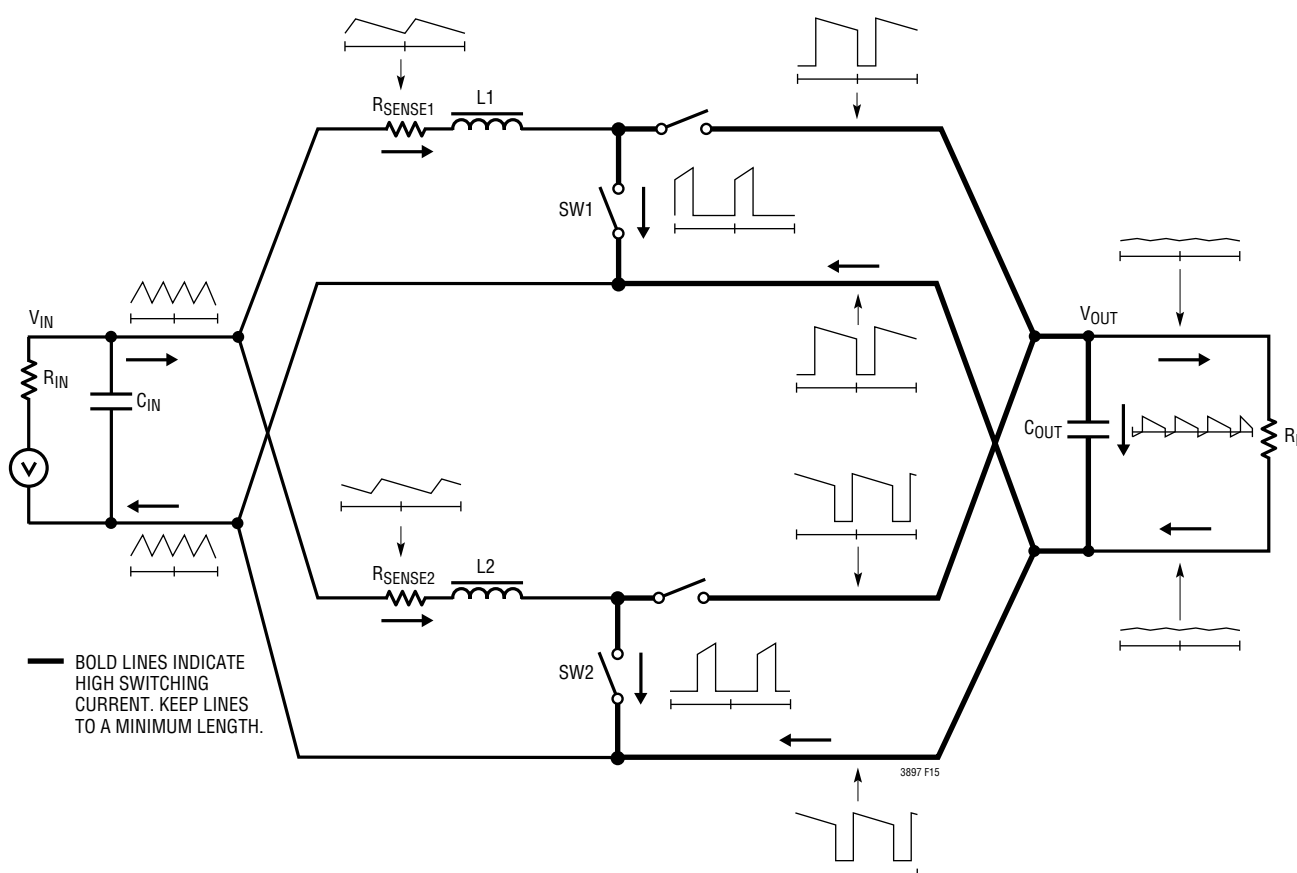 L1
RSENSE1
SW1
VIN
VOUT
RIN
CIN
COUT
L2
RSENSE2
SW2
BOLD LINES INDICATE
HIGH SWITCHING
CURRENT. KEEP LINES
TO A MINIMUM LENGTH.
3897 F15
V